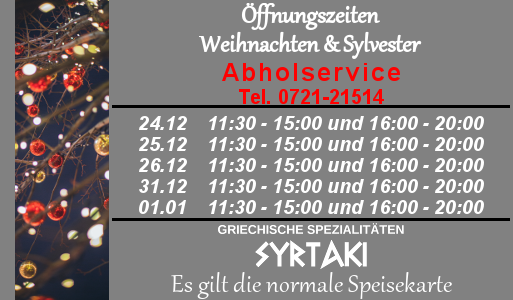 Öffnungszeiten
Weihnachten & Sylvester
Abholservice
Tel. 0721-21514
24.12 11:30 - 15:00 und 16:00 - 20:00
25.12 11:30 - 15:00 und 16:00 - 20:00
26.12 11:30 - 15:00 und 16:00 - 20:00
31.12 11:30 - 15:00 und 16:00 - 20:00
01.01 11:30 - 15:00 und 16:00 - 20:00
GRIECHISCHE SPEZIALITÄTEN
SYRTAKI
Es gilt die normale Speisekarte